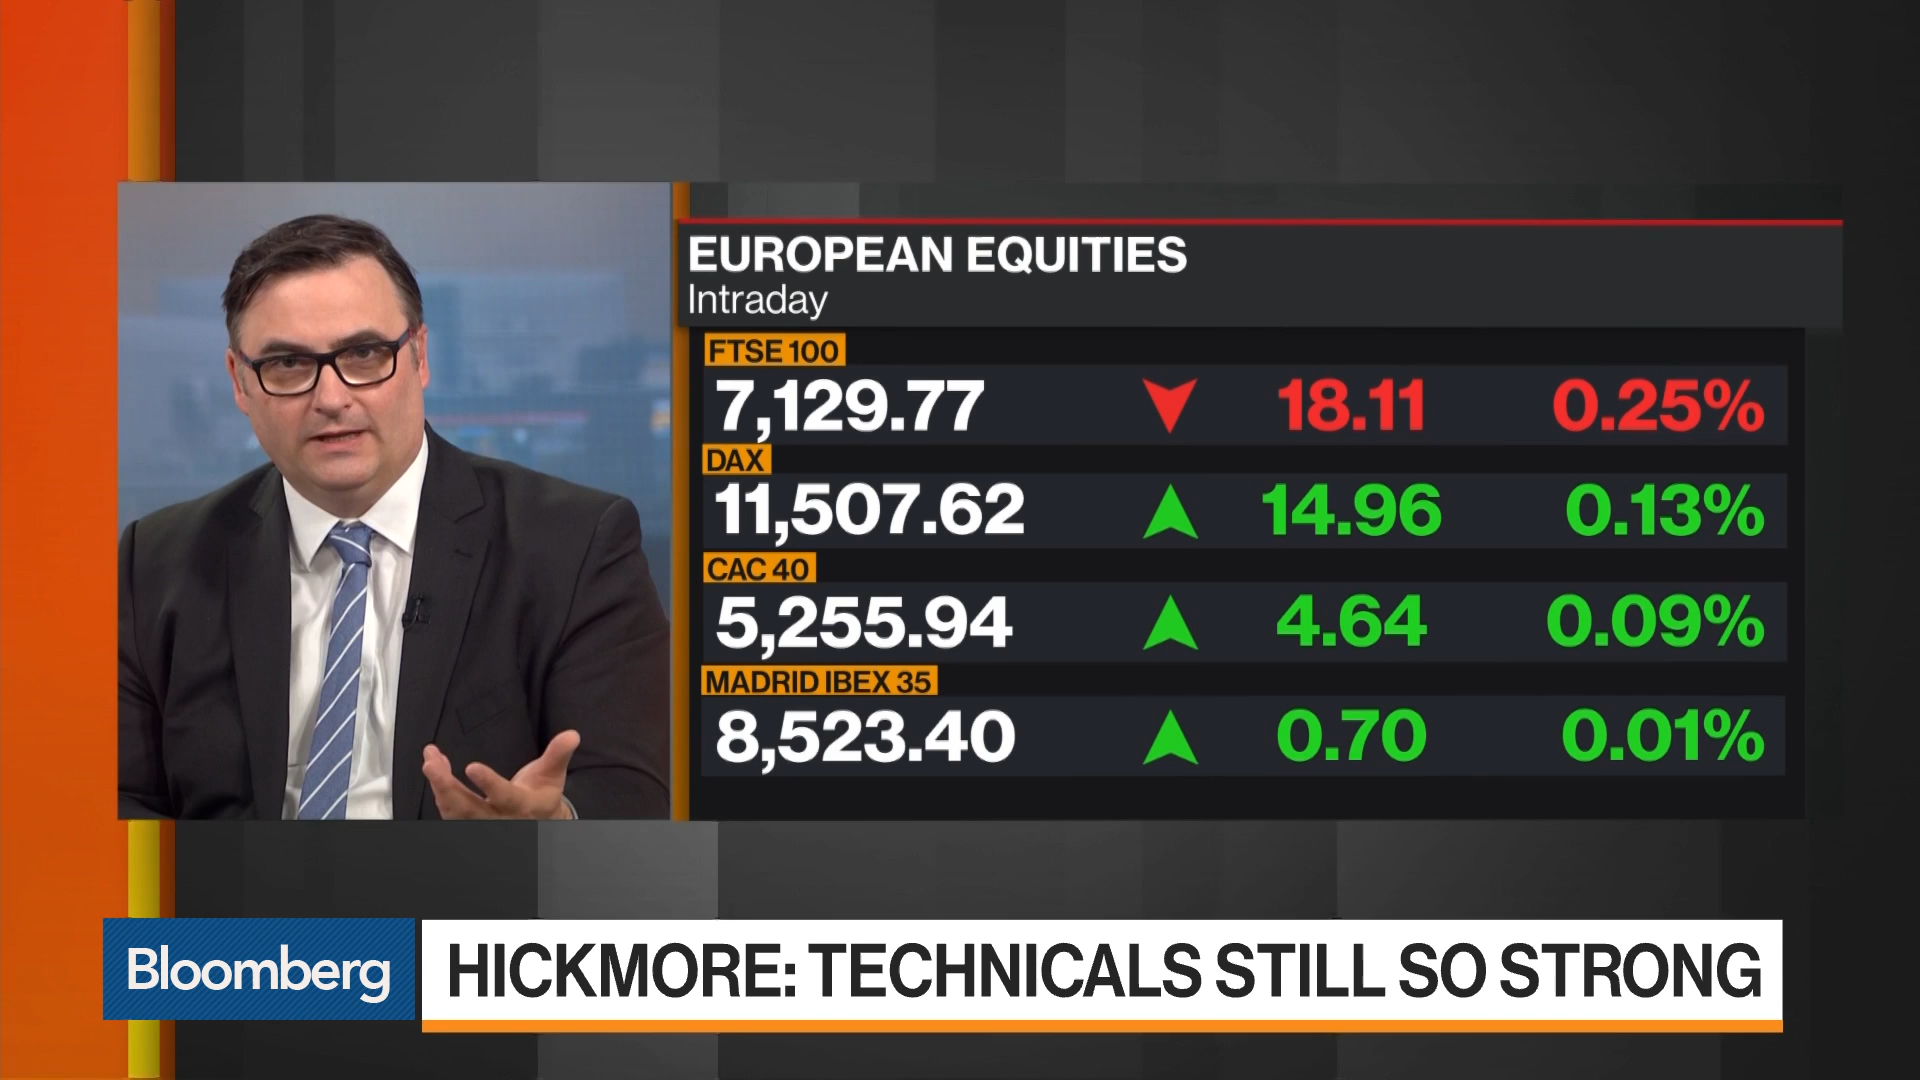 EUROPEAN EQUITIES
Intraday
FTSE 100
7,129.77 18.11 0.25%
DAX
11,507.62 14.96 0.13%
CAC 40
5,255.94 4.64 0.09%
MADRID IBEX 35
8,523.40 0.70 0.01%
Bloomberg HICKMORE: TECHNICALS STILL SO STRONG